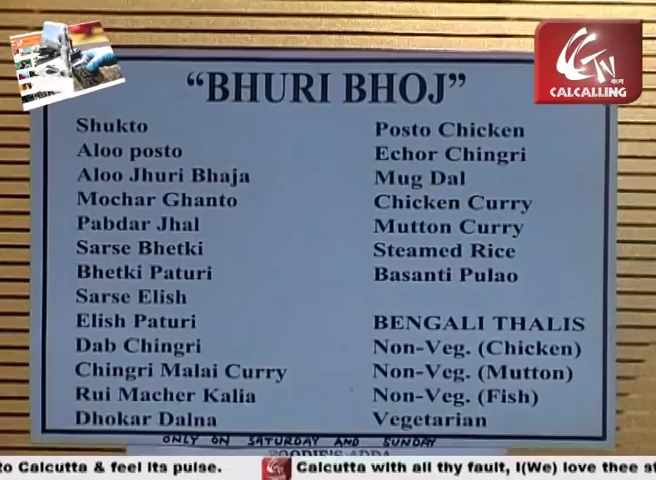 "BHURI BHOJ"
Shukto
Aloo posto
Aloo Jhuri Bhaja
Mochar Ghanto
Pabdar Jhal
Sarse Bhetki
Bhetki Paturi
Sarse Elish
Elish Paturi
Dab Chingri
Chingri Malai Curry
Rui Macher Kalia
Dhokar Dalna
Posto Chicken
Echor Chingri
Mug Dal
Chicken Curry
Mutton Curry
Steamed Rice
Basanti Pulao
BENGALI THALIS
Non-Veg. (Chicken)
Non-Veg. (Mutton)
Non-Veg. (Fish)
Vegetarian
ONLY ON SATURDAY AND SUNDAY
FOODIE'S ADDA
CTN বাংলা
CALCALLING
to Calcutta & feel its pulse. Calcutta with all thy fault, I(We) love thee st